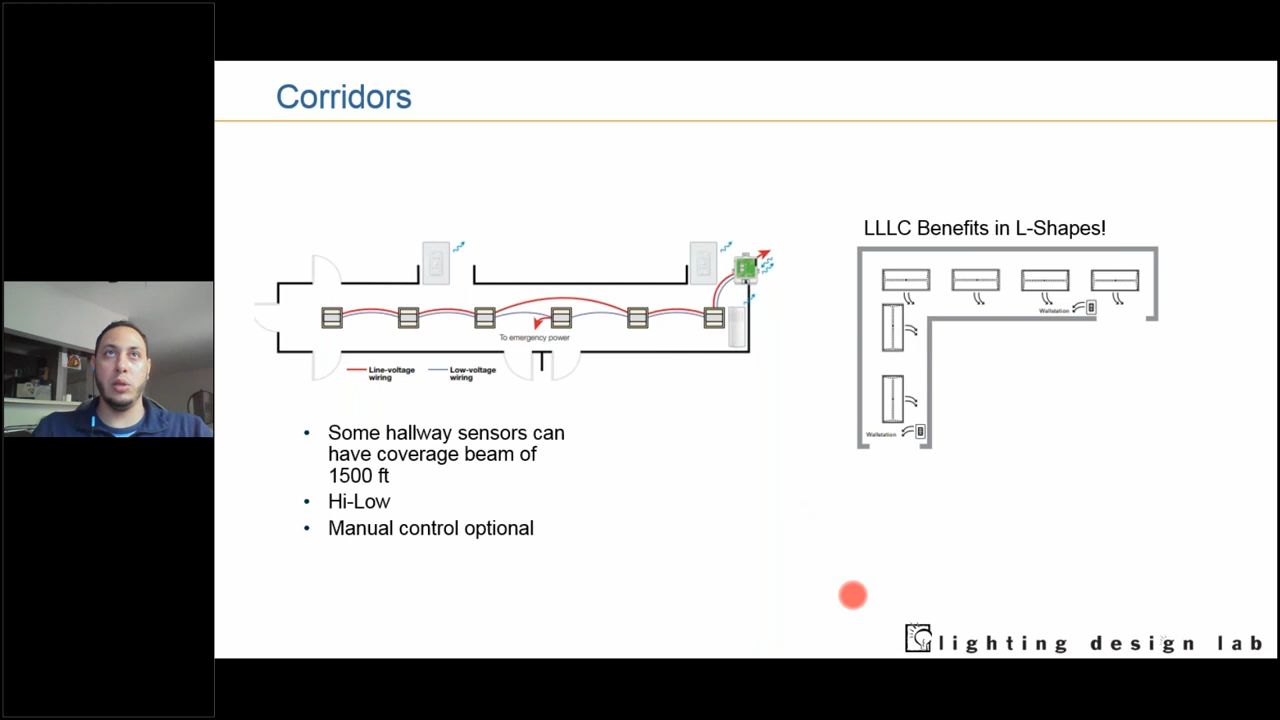 Corridors
To emergency power
Line-voltage
wiring
Low-voltage
wiring
• Some hallway sensors can
have coverage beam of
1500 ft
• Hi-Low
• Manual control optional
LLLC Benefits in L-Shapes!
Wallstation
Wallstation
lighting design lab